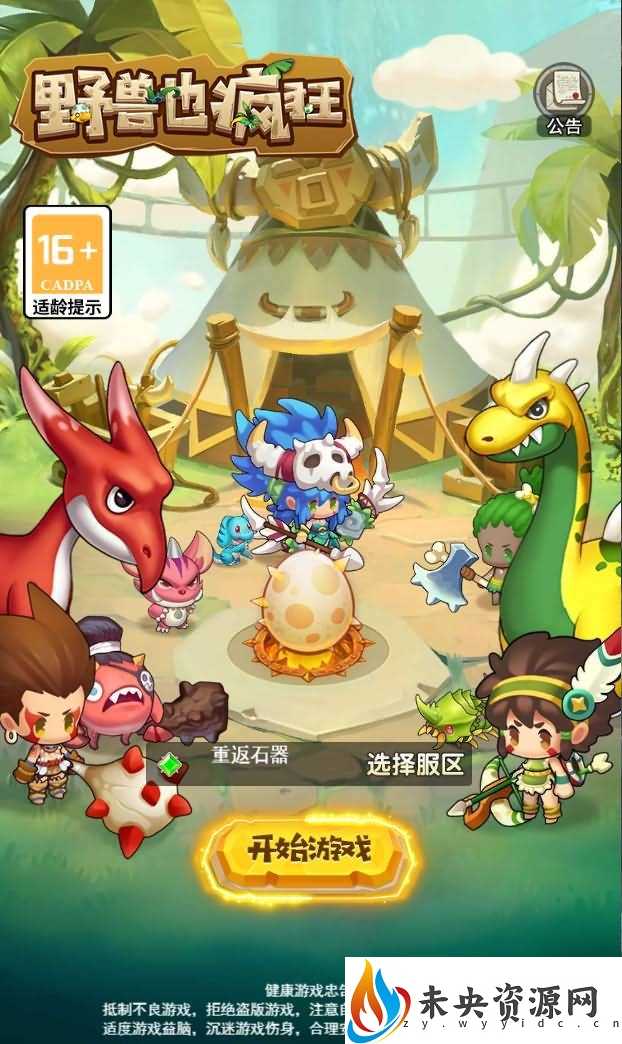 野兽也疯狂
公告
16+
CADPA
适龄提示
重返石器
选择服区
开始游戏
健康游戏忠告
抵制不良游戏，拒绝盗版游戏，注意自
适度游戏益脑，沉迷游戏伤身，合理安
未央资源网
zy.wyyidc.cn